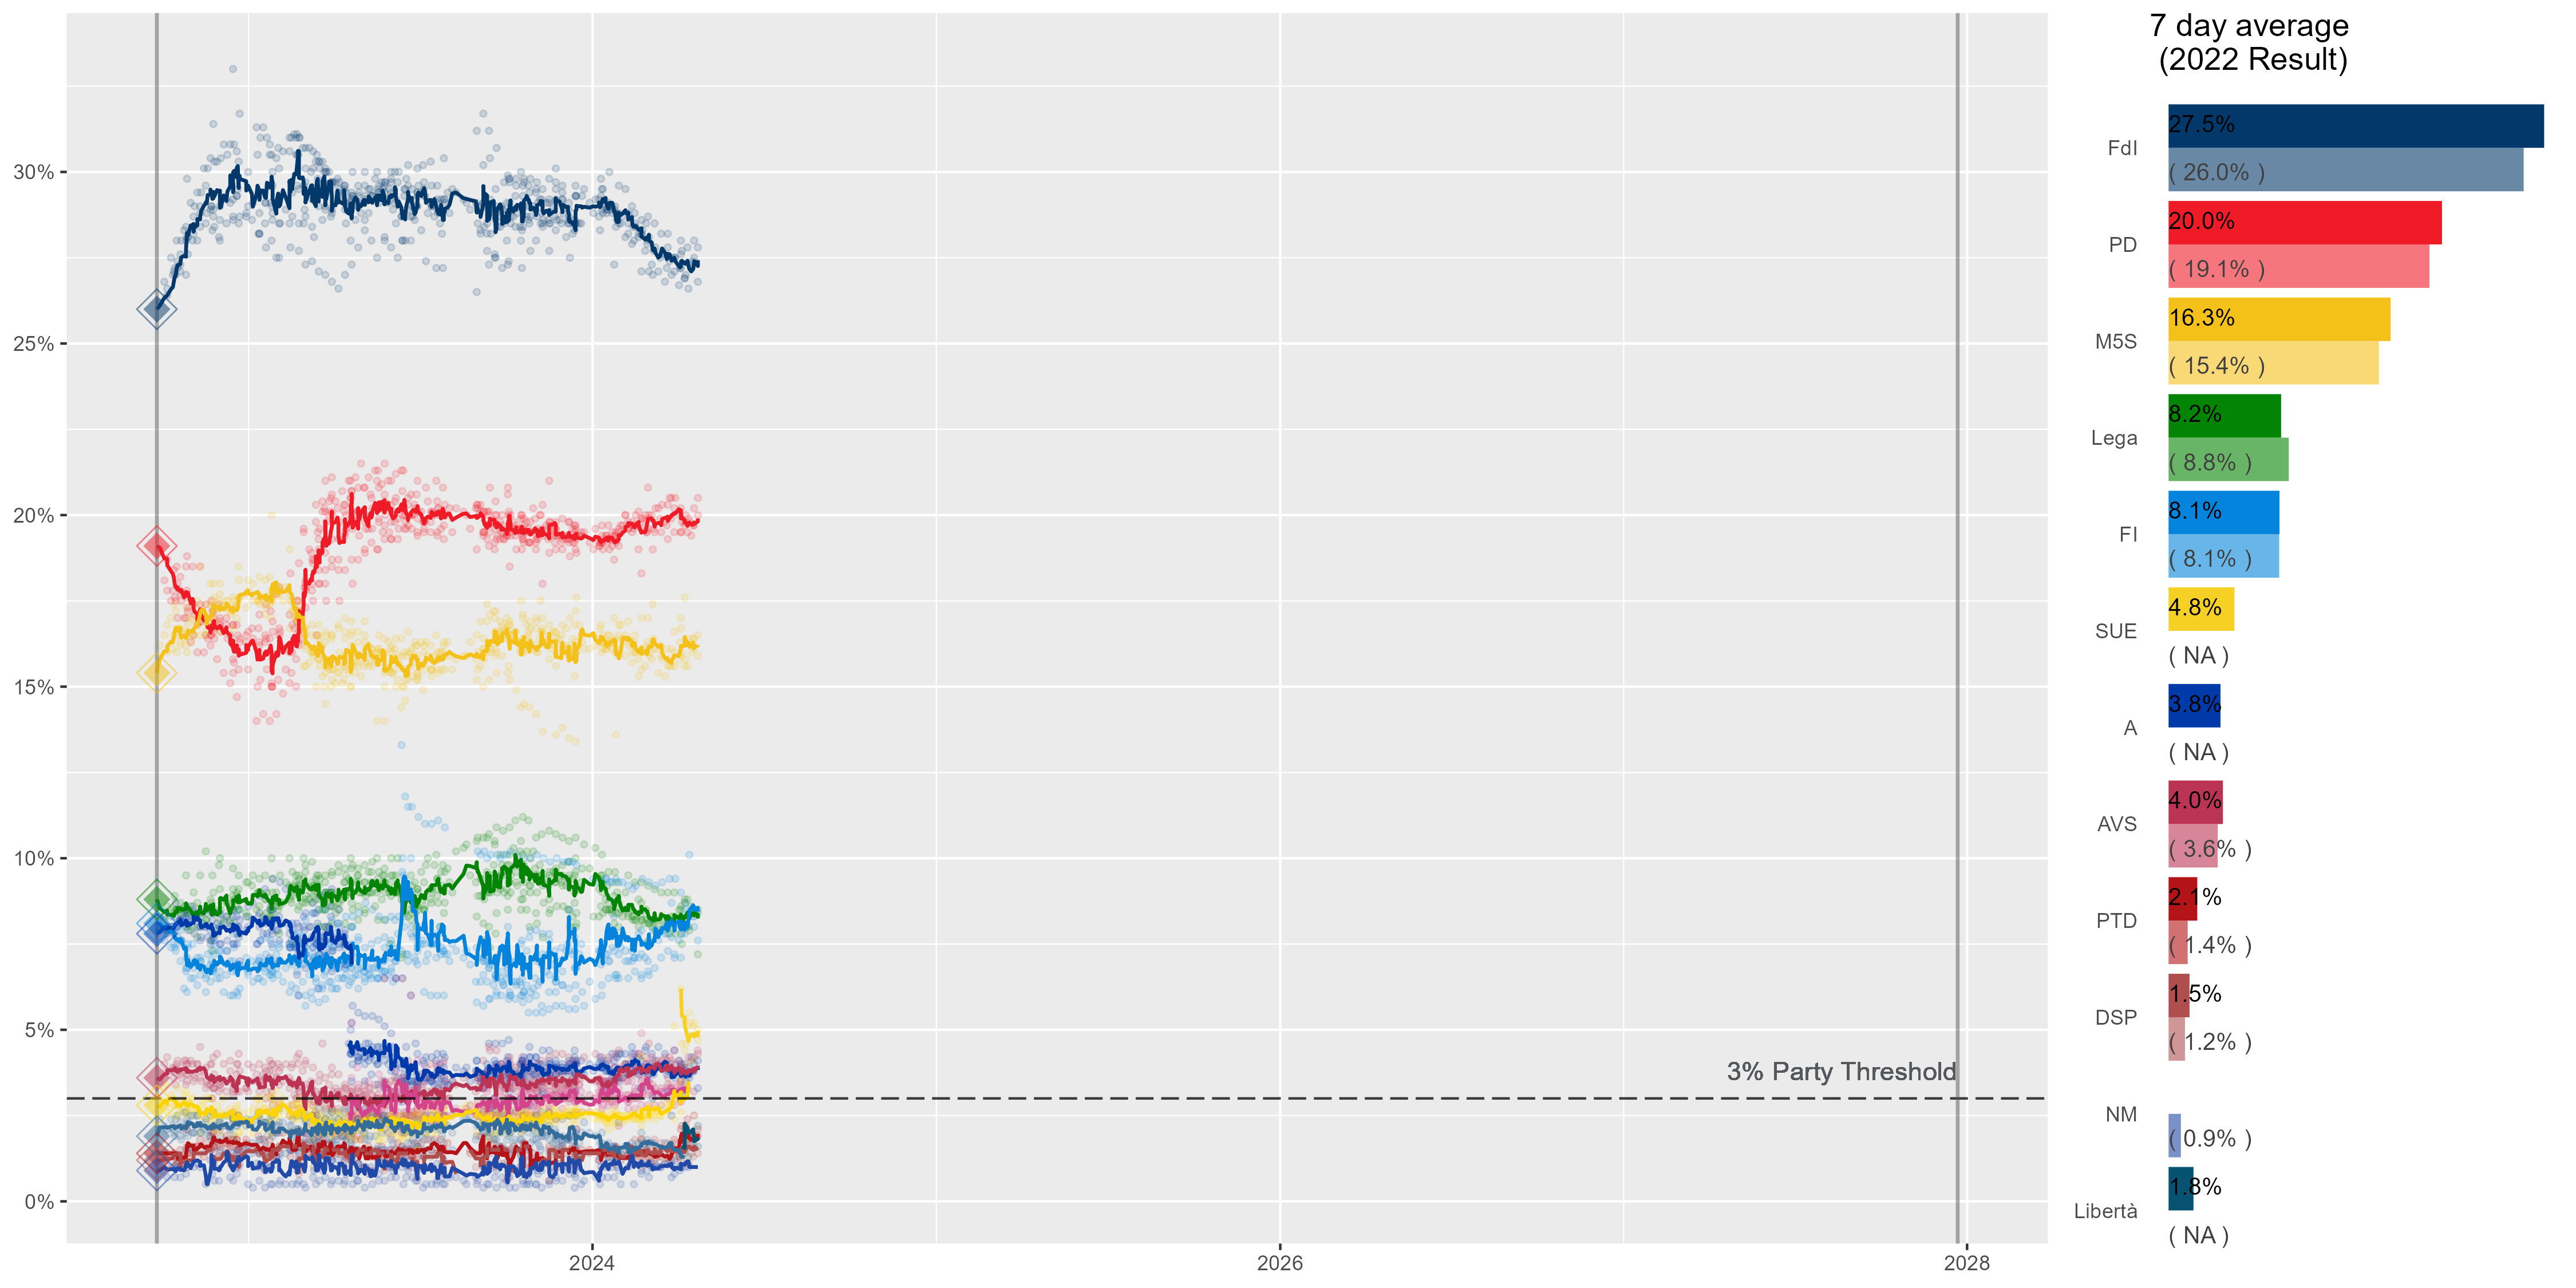 7 day average
(2022 Result)
30%
25%
20%
15%
10%
5%
0%
3% Party Threshold
2024
2026
2028
FdI
27.5%
( 26.0% )
PD
20.0%
( 19.1% )
M5S
16.3%
( 15.4% )
Lega
8.2%
( 8.8% )
FI
8.1%
( 8.1% )
SUE
4.8%
( NA )
A
3.8%
( NA )
AVS
4.0%
( 3.6% )
PTD
2.1%
( 1.4% )
DSP
1.5%
( 1.2% )
NM
( 0.9% )
Libertà
1.8%
( NA )